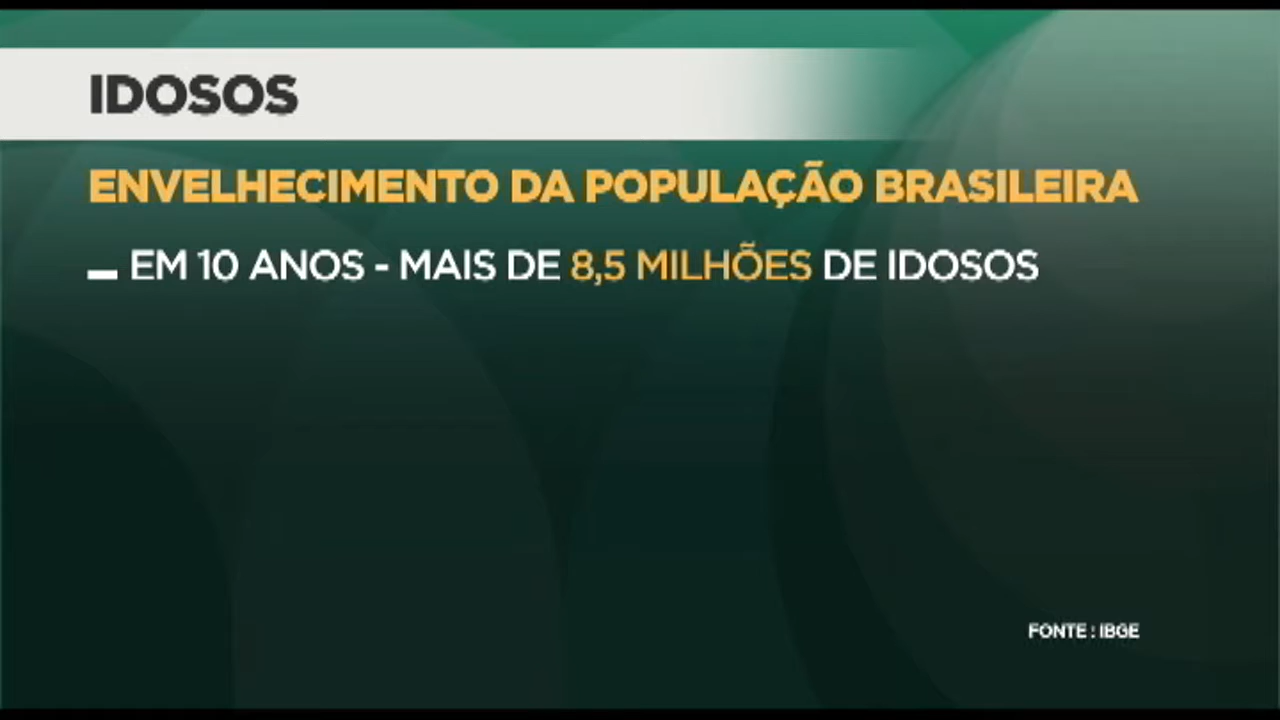 IDOSOS
ENVELHECIMENTO DA POPULAÇÃO BRASILEIRA
– EM 10 ANOS - MAIS DE 8,5 MILHÕES DE IDOSOS
FONTE : IBGE